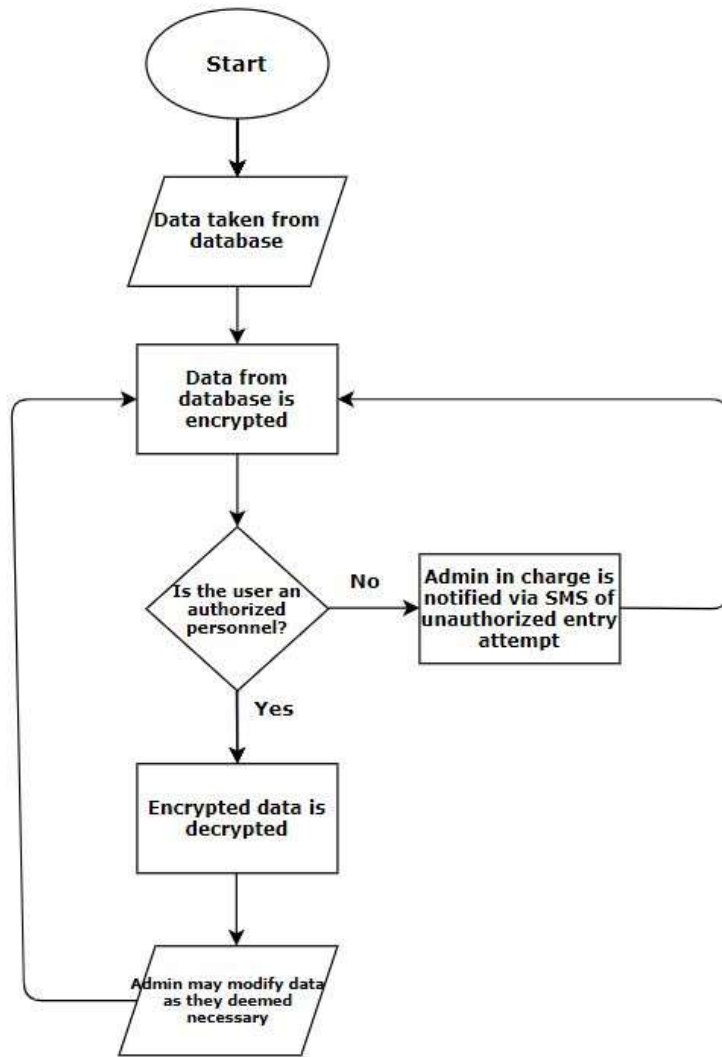 Start
Data taken from
database
Data from
database is
encrypted
Is the user an
authorized
personnel?
No
Admin in charge is
notified via SMS of
unauthorized entry
attempt
Yes
Encrypted data is
decrypted
Admin may modify data
as they deemed
necessary